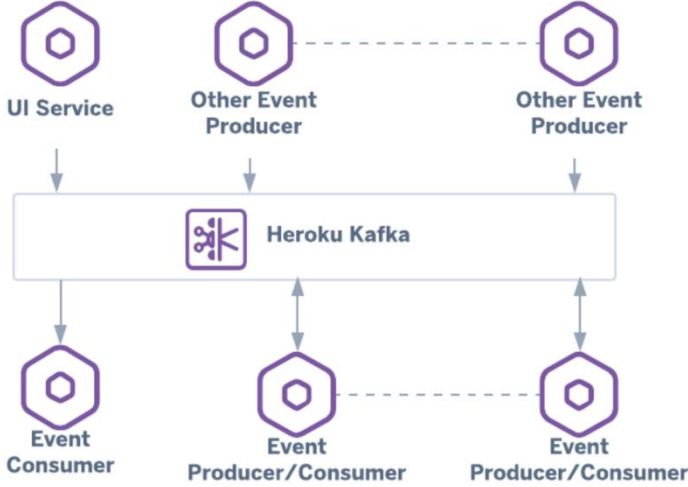 UI Service
Other Event
Producer
Other Event
Producer
Heroku Kafka
Event
Consumer
Event
Producer/Consumer
Event
Producer/Consumer